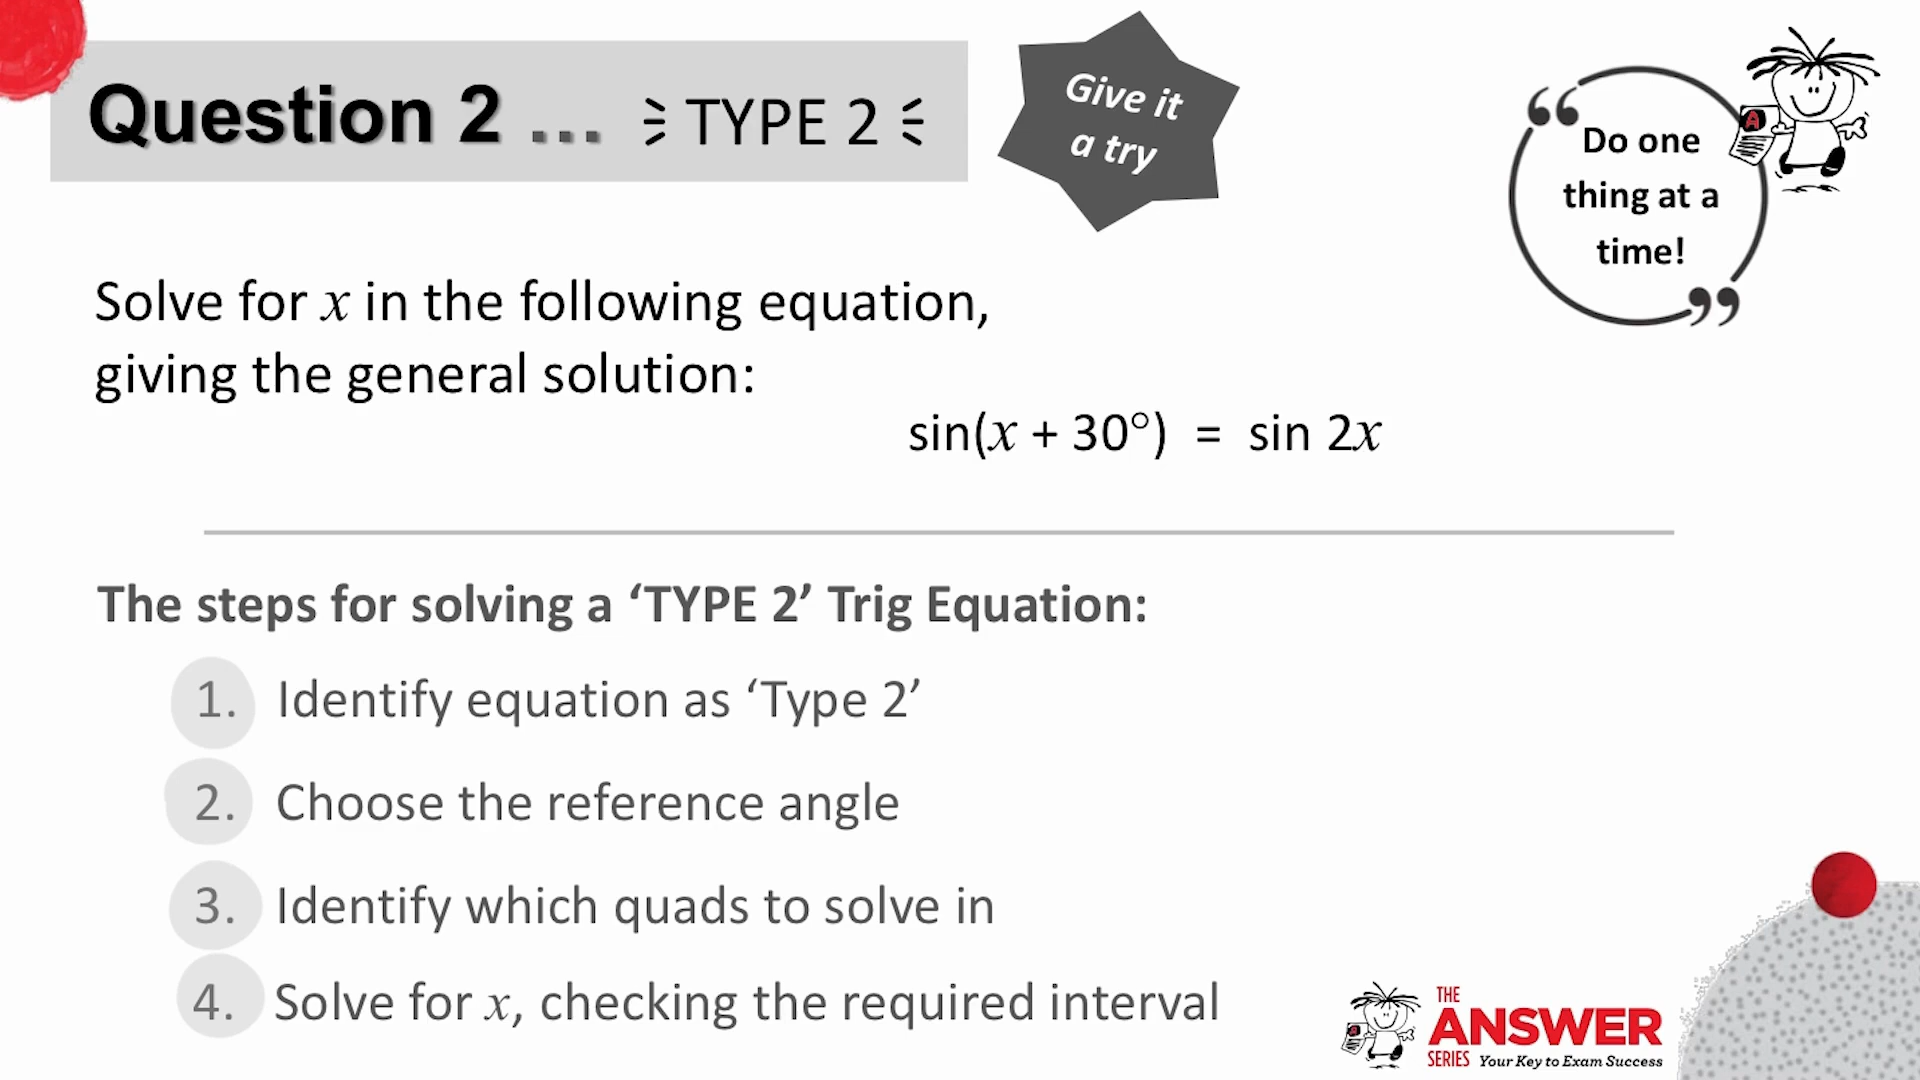 Question 2 ... TYPE 2
Give it
a try
“Do one
thing at a
time!”
A
Solve for x in the following equation,
giving the general solution:
sin(x + 30°) = sin 2x
The steps for solving a ‘TYPE 2’ Trig Equation:
1. Identify equation as ‘Type 2’
2. Choose the reference angle
3. Identify which quads to solve in
4. Solve for x, checking the required interval
THE
ANSWER
SERIES Your Key to Exam Success